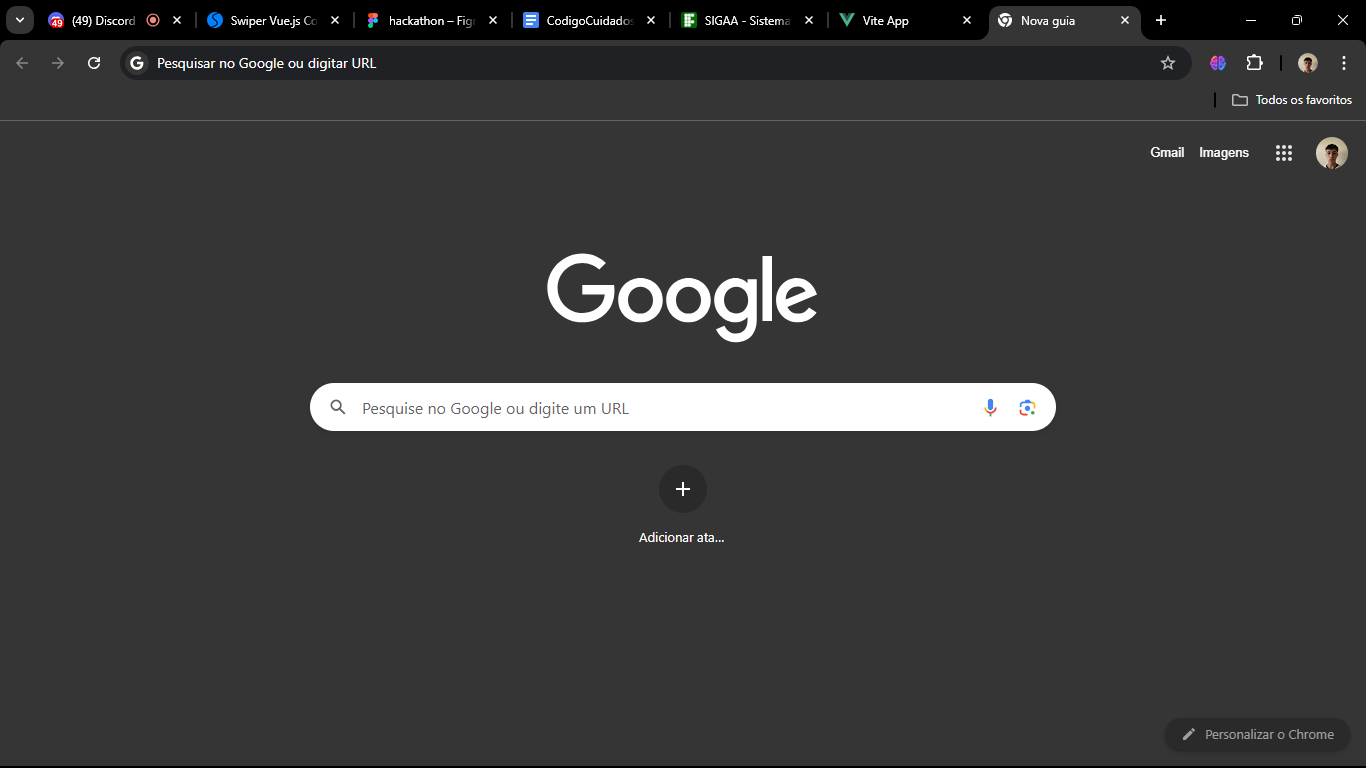 49 (49) Discord
Swiper Vue.js Co
hackathon – Fig
CodigoCuidados
SIGAA - Sistema
Vite App
Nova guia
Pesquisar no Google ou digitar URL
Todos os favoritos
Gmail Imagens
Google
Pesquise no Google ou digite um URL
Adicionar ata...
Personalizar o Chrome